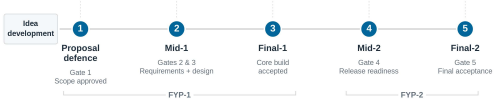 Idea
development
1
2
3
4
5
Proposal
defence
Mid-1
Final-1
Mid-2
Final-2
Gate 1
Scope approved
Gates 2 & 3
Requirements + design
Core build
accepted
Gate 4
Release readiness
Gate 5
Final acceptance
FYP-1
FYP-2